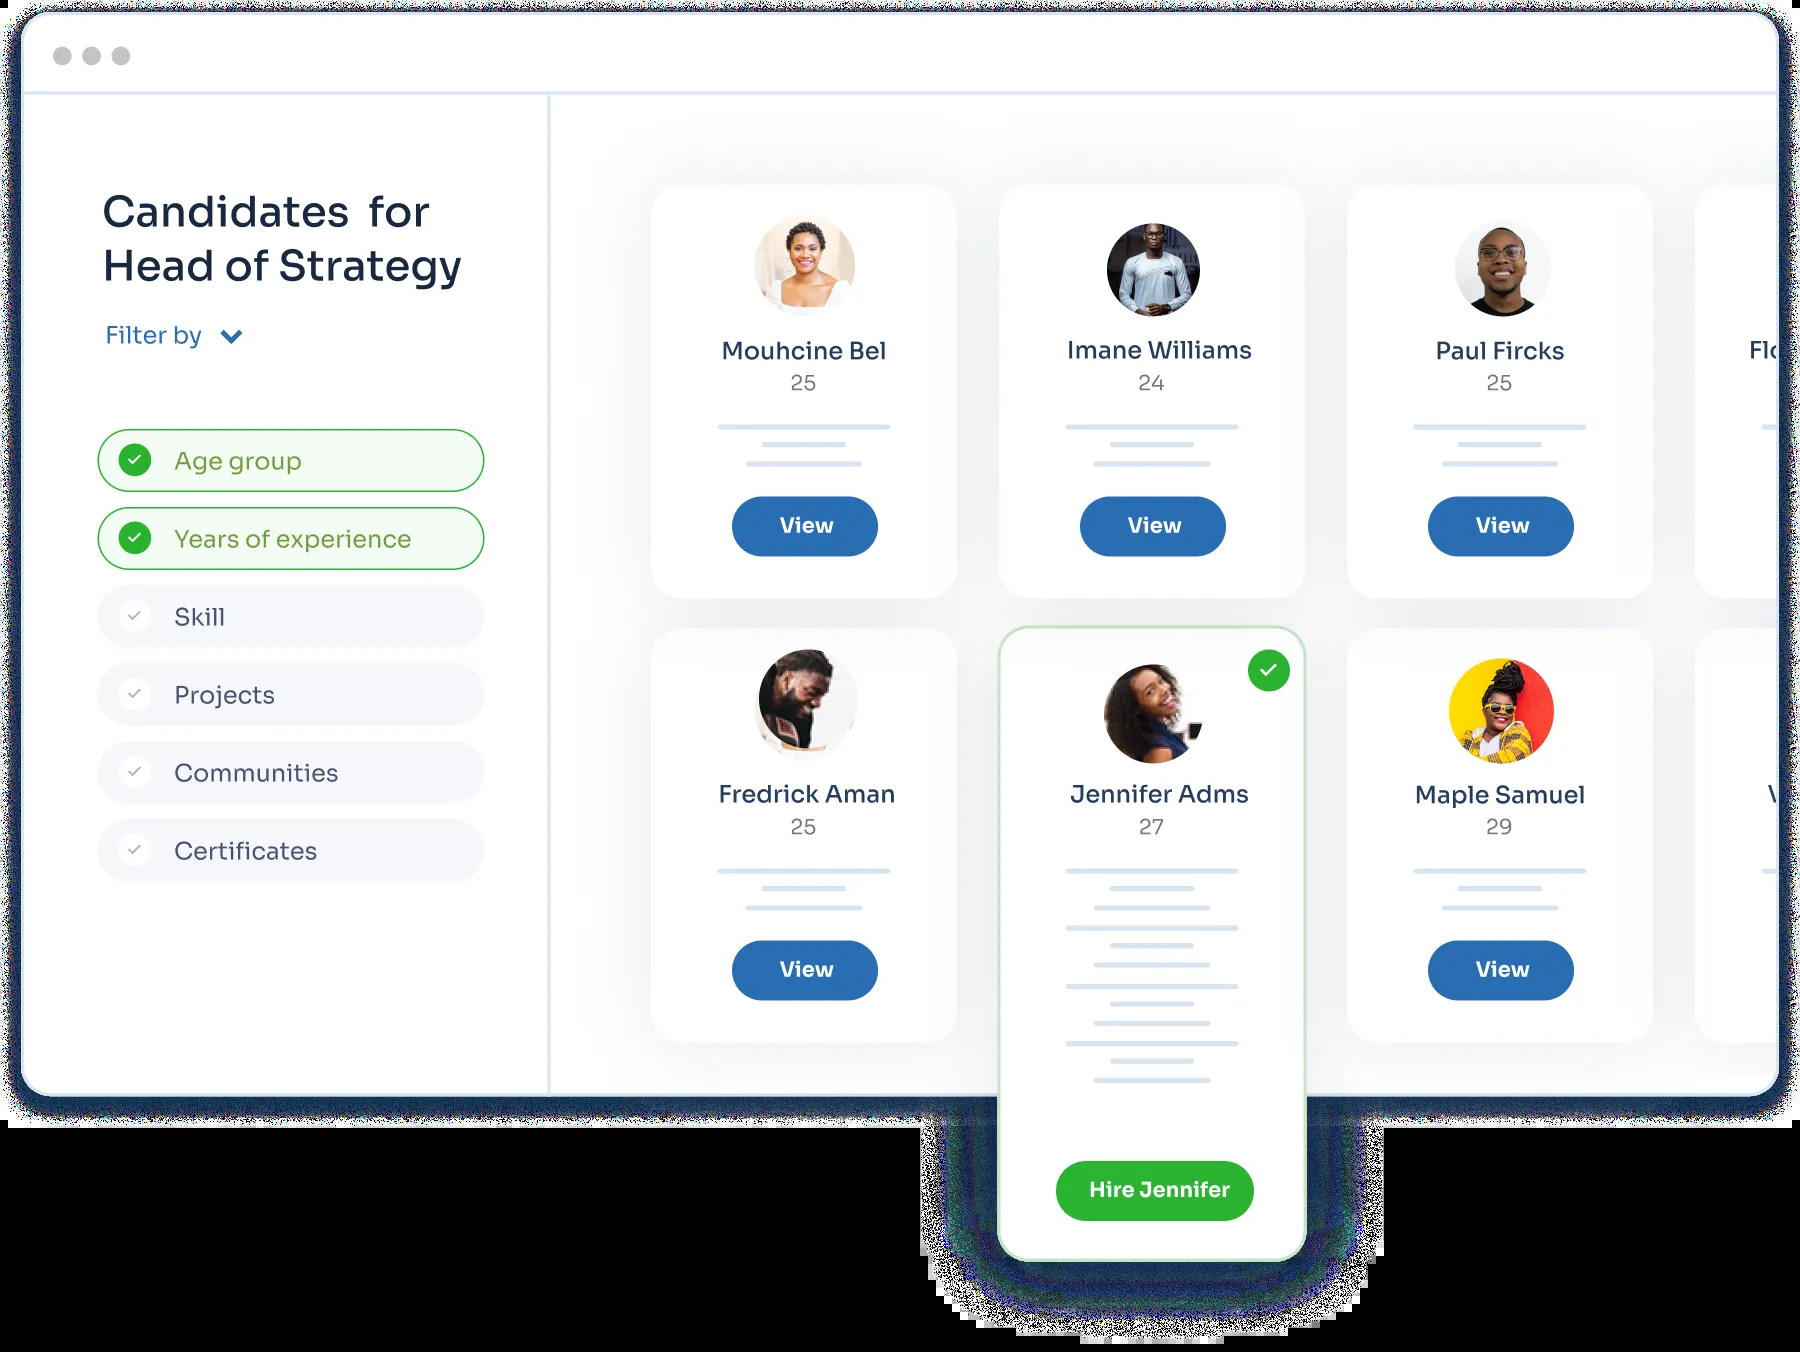 Candidates for
Head of Strategy
Filter by
Age group
Years of experience
Skill
Projects
Communities
Certificates
Mouhcine Bel
25
View
Imane Williams
24
View
Paul Fircks
25
View
Flo
Fredrick Aman
25
View
Jennifer Adms
27
Hire Jennifer
Maple Samuel
29
View